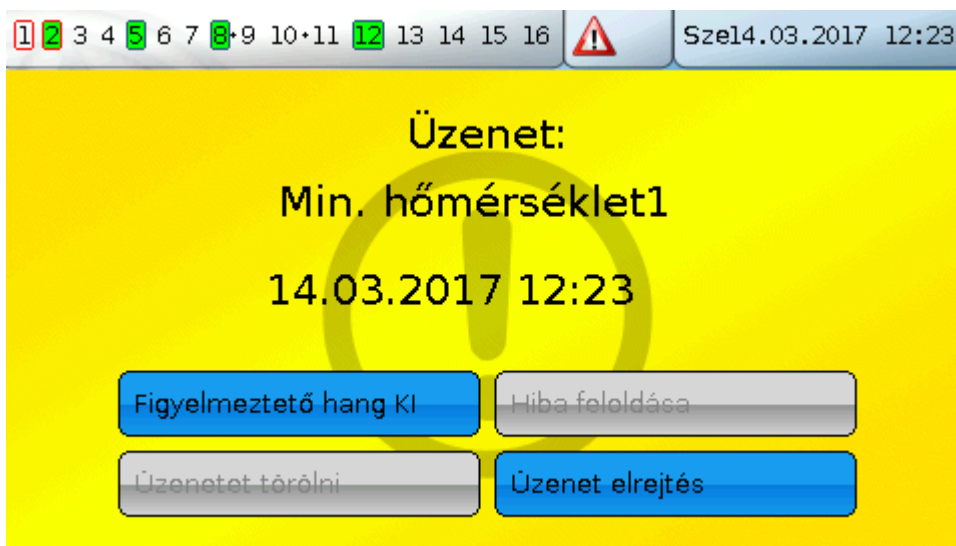 1 2 3 4 5 6 7 8·9 10·11 12 13 14 15 16 Sze14.03.2017 12:23
Üzenet:
Min. hőmérséklet1
14.03.2017 12:23
Figyelmeztető hang KI Hiba feloldása
Üzenetet törölni Üzenet elrejtés